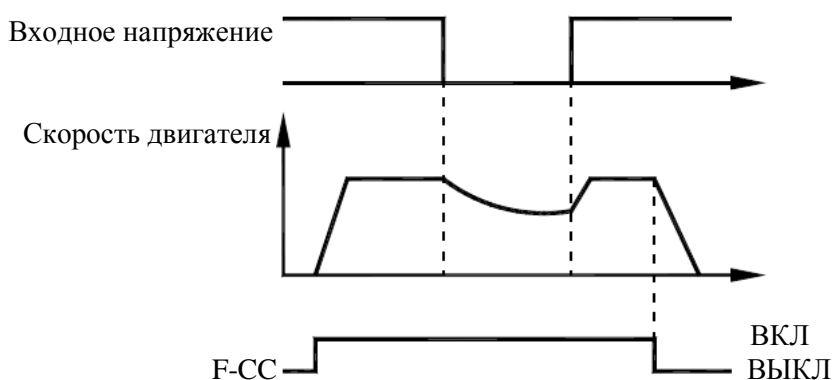 Входное напряжение
Скорость двигателя
ВКЛ
F-CC
ВЫКЛ